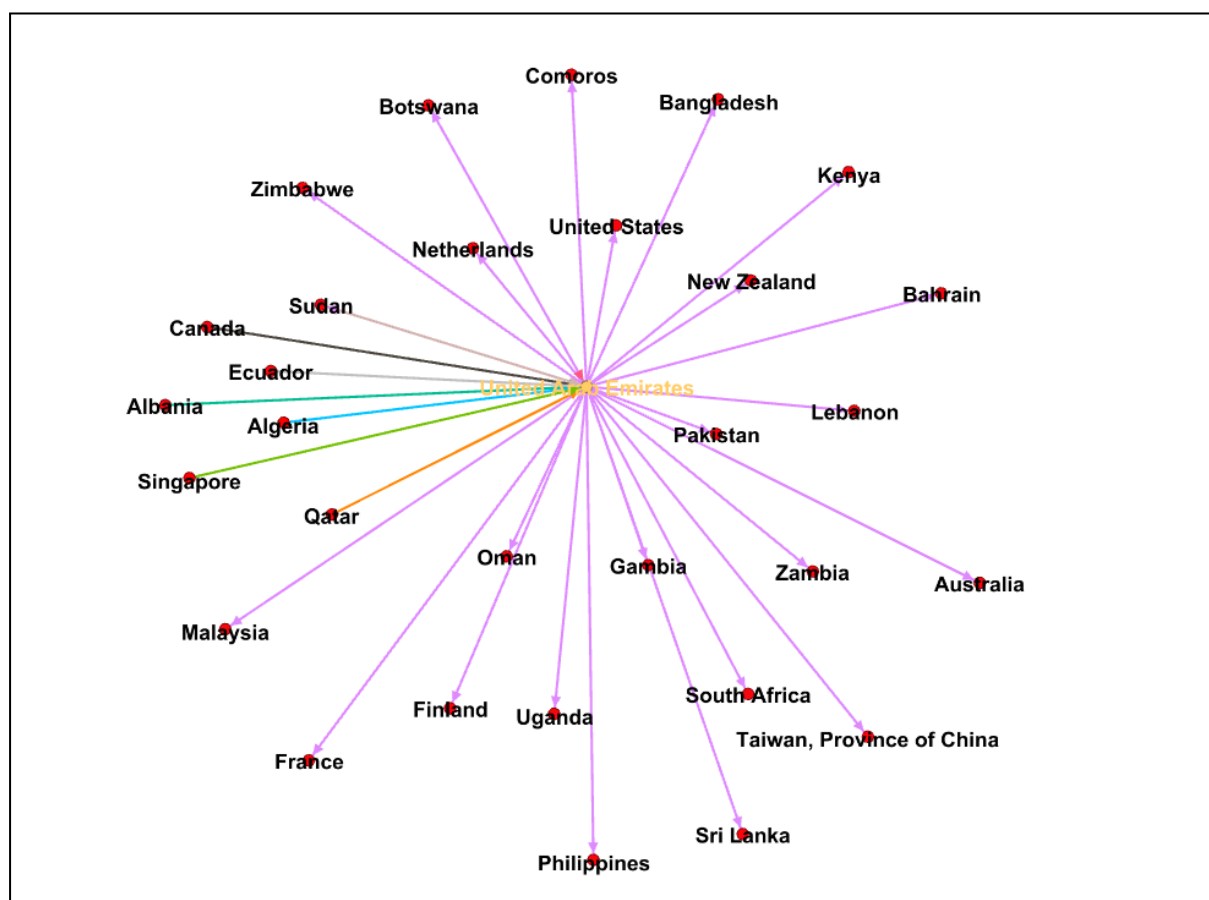 Comoros
Bangladesh
Botswana
Kenya
Zimbabwe
United States
Netherlands
New Zealand
Bahrain
Sudan
Canada
Ecuador
United Arab Emirates
Albania
Lebanon
Algeria
Pakistan
Singapore
Qatar
Oman
Gambia
Zambia
Australia
Malaysia
South Africa
Finland
Uganda
Taiwan, Province of China
France
Sri Lanka
Philippines